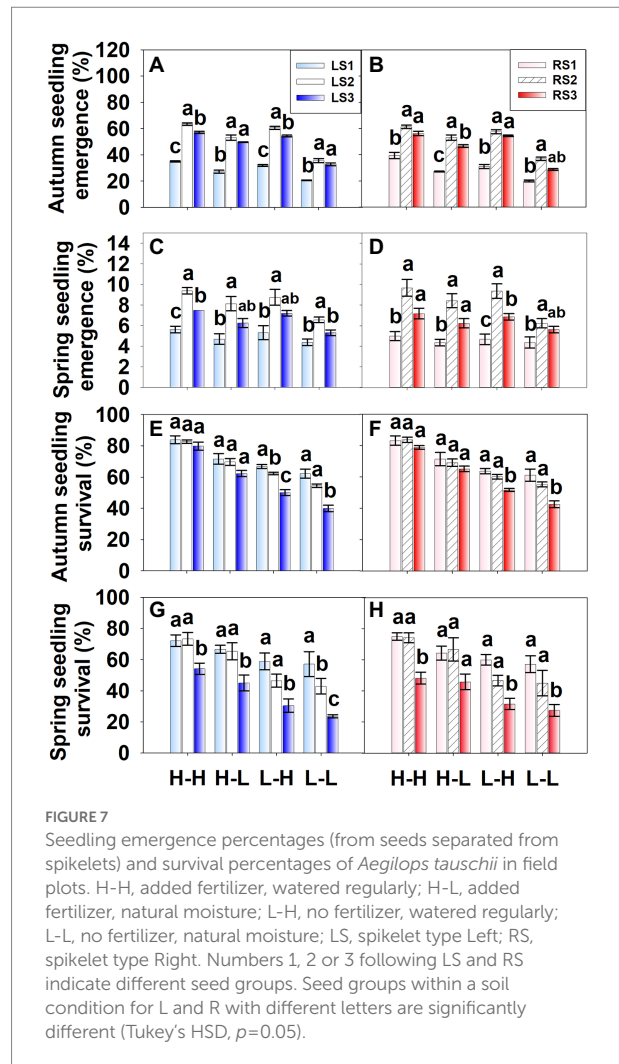 120
100
80
60
40
20
0
Autumn seedling
emergence (%)
A
LS1
LS2
LS3
c a b b a a c a b b a a
B
RS1
RS2
RS3
b a a c a b b a a b a ab
14
12
10
8
6
4
2
0
Spring seedling
emergence (%)
C
c a b b a ab b a ab b a a
D
b a a b a a c a b b a ab
100
80
60
40
20
0
Autumn seedling
survival (%)
E
a a a a a a a b c a a b
F
a a a a a a a a b a a b
100
80
60
40
20
0
Spring seedling
survival (%)
G
a a b a a b a a b a b c
H
a a b a a a a a b a a b
H-H H-L L-H L-L
H-H H-L L-H L-L
FIGURE 7
Seedling emergence percentages (from seeds separated from
spikelets) and survival percentages of Aegilops tauschii in field
plots. H-H, added fertilizer, watered regularly; H-L, added
fertilizer, natural moisture; L-H, no fertilizer, watered regularly;
L-L, no fertilizer, natural moisture; LS, spikelet type Left; RS,
spikelet type Right. Numbers 1, 2 or 3 following LS and RS
indicate different seed groups. Seed groups within a soil
condition for L and R with different letters are significantly
different (Tukey’s HSD, p=0.05).